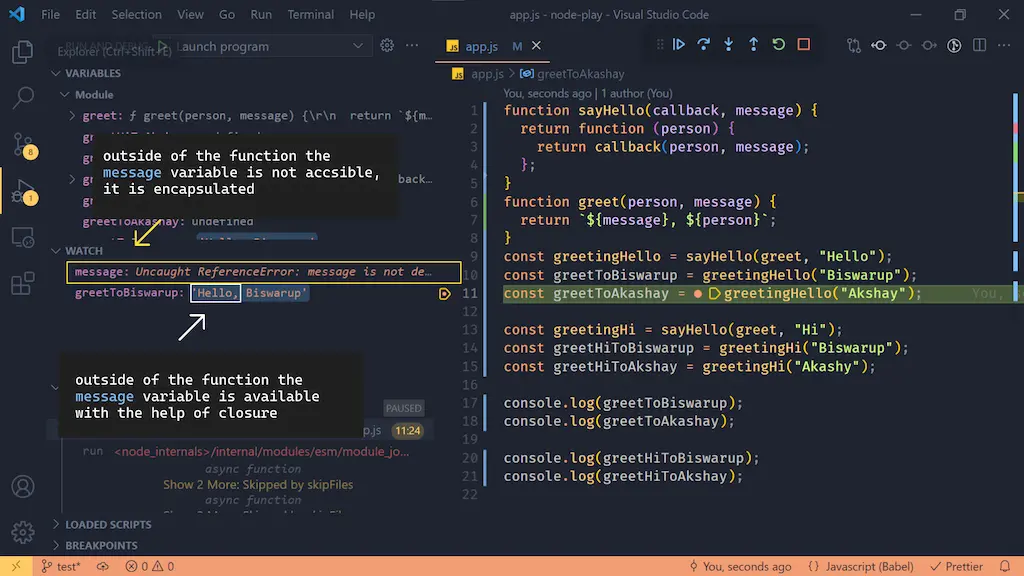 File Edit Selection View Go Run Terminal Help
app.js - node-play - Visual Studio Code
Explorer (Ctrl+Shift+E) Launch program
VARIABLES
Module
greet: ƒ greet(person, message) {\r\n  return `${m…
outside of the function the
message variable is not accsible,
it is encapsulated
back…
greetToAkashay: undefined
WATCH
message: Uncaught ReferenceError: message is not de…
greetToBiswarup: 'Hello, Biswarup'
outside of the function the
message variable is available
with the help of closure
PAUSED
p.js 11:24
run <node_internals>/internal/modules/esm/module_jo…
async function
Show 2 More: Skipped by skipFiles
async function
LOADED SCRIPTS
BREAKPOINTS
8
1
JS app.js M
JS app.js > greetToAkashay
You, seconds ago | 1 author (You)
1 function sayHello(callback, message) {
2   return function (person) {
3     return callback(person, message);
4   };
5 }
6 function greet(person, message) {
7   return `${message}, ${person}`;
8 }
9 const greetingHello = sayHello(greet, "Hello");
10 const greetToBiswarup = greetingHello("Biswarup");
11 const greetToAkashay = greetingHello("Akshay"); You,
12
13 const greetingHi = sayHello(greet, "Hi");
14 const greetHiToBiswarup = greetingHi("Biswarup");
15 const greetHiToAkshay = greetingHi("Akashy");
16
17 console.log(greetToBiswarup);
18 console.log(greetToAkashay);
19
20 console.log(greetHiToBiswarup);
21 console.log(greetHiToAkshay);
22
test* 0 0 You, seconds ago {} Javascript (Babel) Prettier